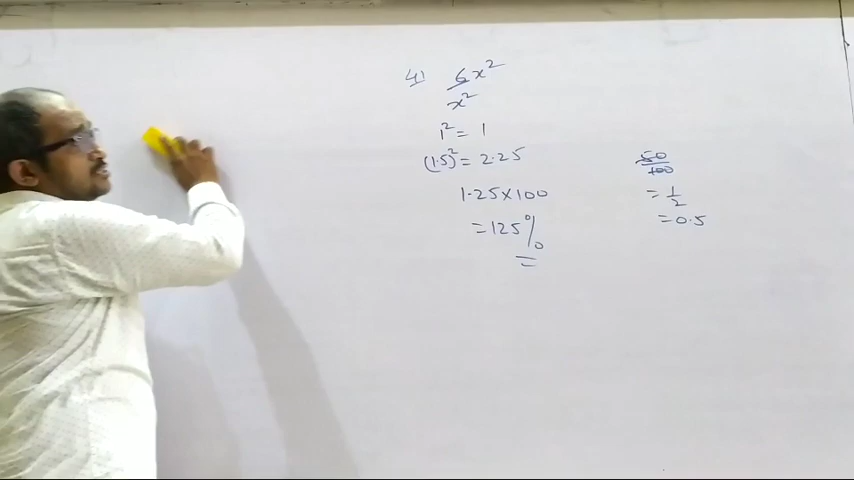 4) 6x²
x²
1² = 1
(1.5)² = 2.25
1.25×100
= 125%
50/100
= 1/2
= 0.5